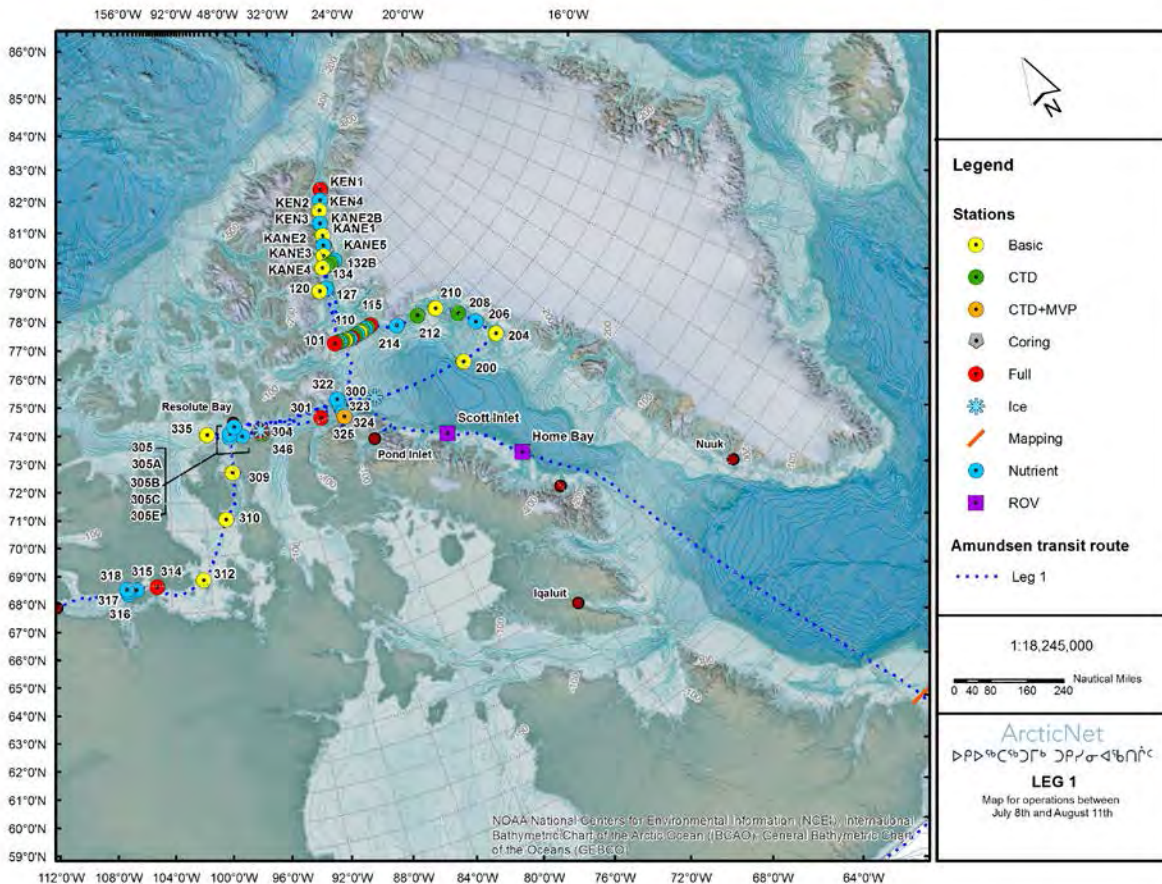 156°0'W 92°0'W 48°0'W 32°0'W 24°0'W 20°0'W 16°0'W
86°0'N
85°0'N
84°0'N
83°0'N
82°0'N
81°0'N
80°0'N
79°0'N
78°0'N
77°0'N
76°0'N
75°0'N
74°0'N
73°0'N
72°0'N
71°0'N
70°0'N
69°0'N
68°0'N
67°0'N
66°0'N
65°0'N
64°0'N
63°0'N
62°0'N
61°0'N
60°0'N
59°0'N
112°0'W 108°0'W 104°0'W 100°0'W 96°0'W 92°0'W 88°0'W 84°0'W 80°0'W 76°0'W 72°0'W 68°0'W 64°0'W
KEN1
KEN2 KEN4
KEN3 KANE2B
KANE1
KANE2 KANE5
KANE3 132B
KANE4 134
120 127
115
110
101
210
208
206
204
212
214
200
322
300
301 323
324
325
Resolute Bay
335
304
346
305
305A
305B
305C
305E
309
310
312
314
315
318
317
316
Scott Inlet
Home Bay
Pond Inlet
Nuuk
Iqaluit
NOAA National Centers for Environmental Information (NCEI), International
Bathymetric Chart of the Arctic Ocean (IBCAO), General Bathymetric Chart
of the Oceans (GEBCO)
N
Legend
Stations
Basic
CTD
CTD+MVP
Coring
Full
Ice
Mapping
Nutrient
ROV
Amundsen transit route
Leg 1
1:18,245,000
Nautical Miles
0 40 80 160 240
ArcticNet
ᐅᑭᐅᖅᑕᖅᑐᒥᒃ ᑐᑭᓯᓂᐊᖃᑎᒌᑦ
LEG 1
Map for operations between
July 8th and August 11th